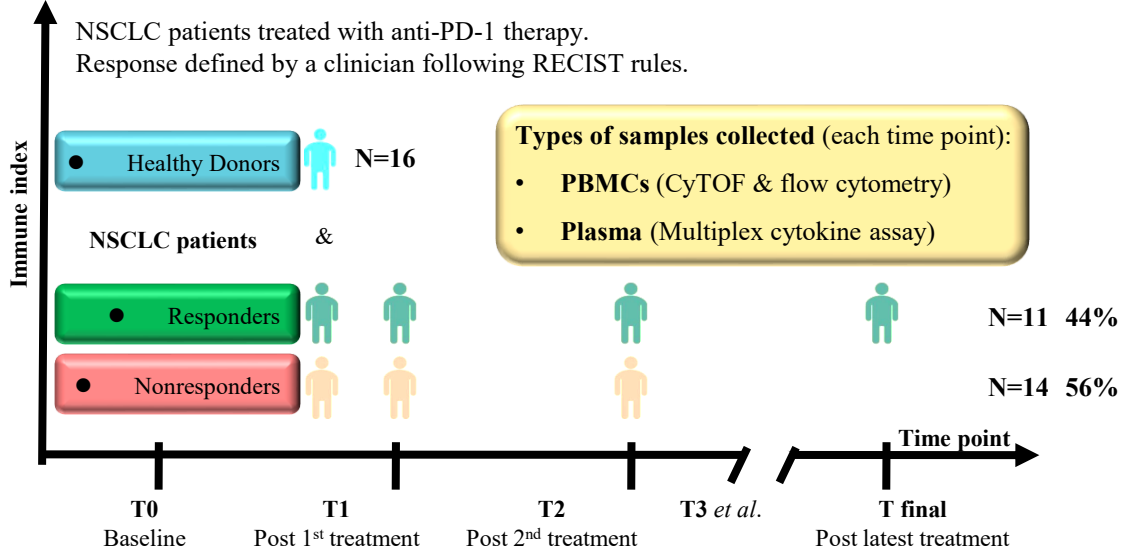 NSCLC patients treated with anti-PD-1 therapy.
Response defined by a clinician following RECIST rules.
Immune index
• Healthy Donors
N=16
Types of samples collected (each time point):
• PBMCs (CyTOF & flow cytometry)
• Plasma (Multiplex cytokine assay)
NSCLC patients &
• Responders
N=11 44%
• Nonresponders
N=14 56%
Time point
T0
Baseline
T1
Post 1st treatment
T2
Post 2nd treatment
T3 et al.
T final
Post latest treatment